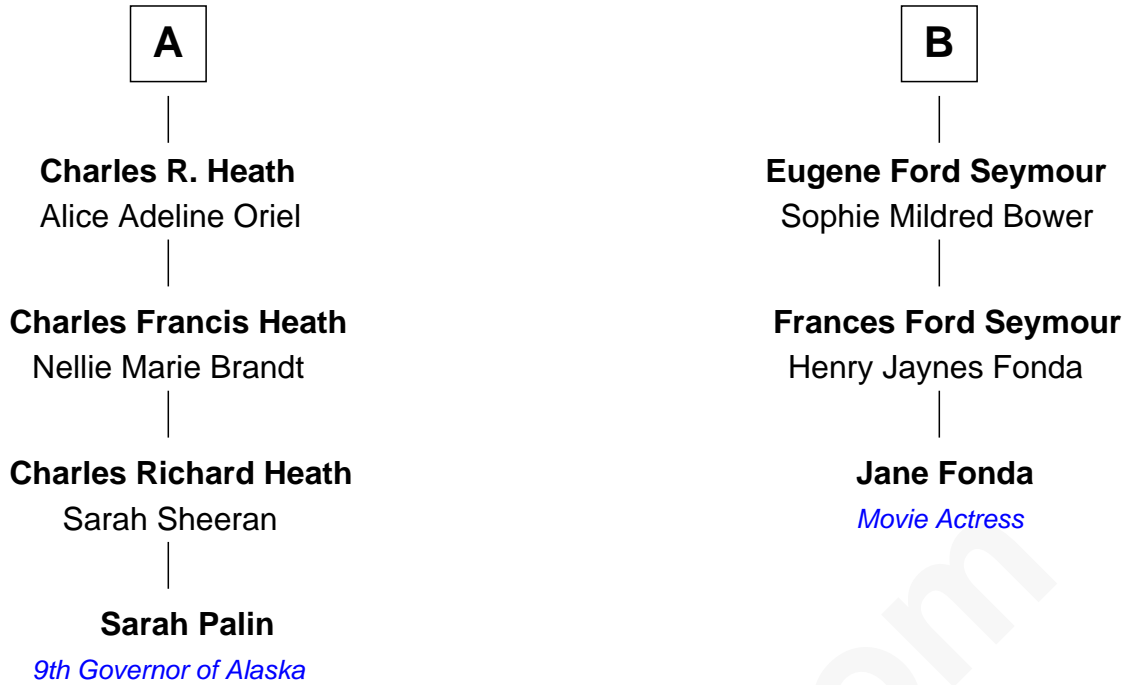 A
Charles R. Heath
Alice Adeline Oriel
Charles Francis Heath
Nellie Marie Brandt
Charles Richard Heath
Sarah Sheeran
Sarah Palin
9th Governor of Alaska
B
Eugene Ford Seymour
Sophie Mildred Bower
Frances Ford Seymour
Henry Jaynes Fonda
Jane Fonda
Movie Actress
om